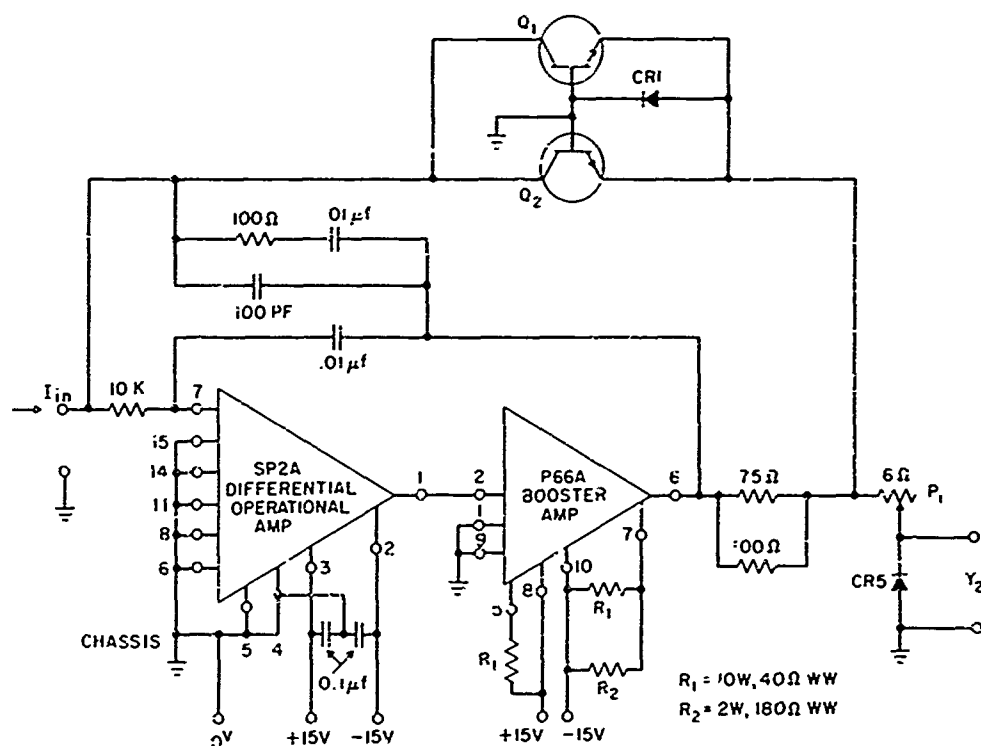 Q1
CR1
Q2
100Ω
.01μf
100 PF
.01μf
Iin
10 K
7
15
14
11
8
6
SP2A
DIFFERENTIAL
OPERATIONAL
AMP
1
2
3
5
4
CHASSIS
0.1μf
0V
+15V
-15V
2
1
9
P66A
BOOSTER
AMP
6
7
10
8
R1
R1
R2
+15V
-15V
75Ω
00Ω
6Ω
P1
CR5
Y2
R1 = 10W, 40Ω WW
R2 = 2W, 180Ω WW